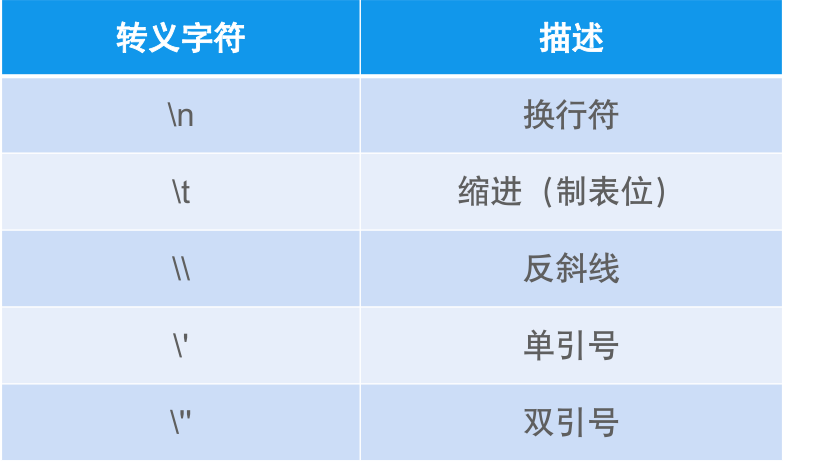 转义字符 描述
\n 换行符
\t 缩进（制表位）
\\ 反斜线
\' 单引号
\" 双引号